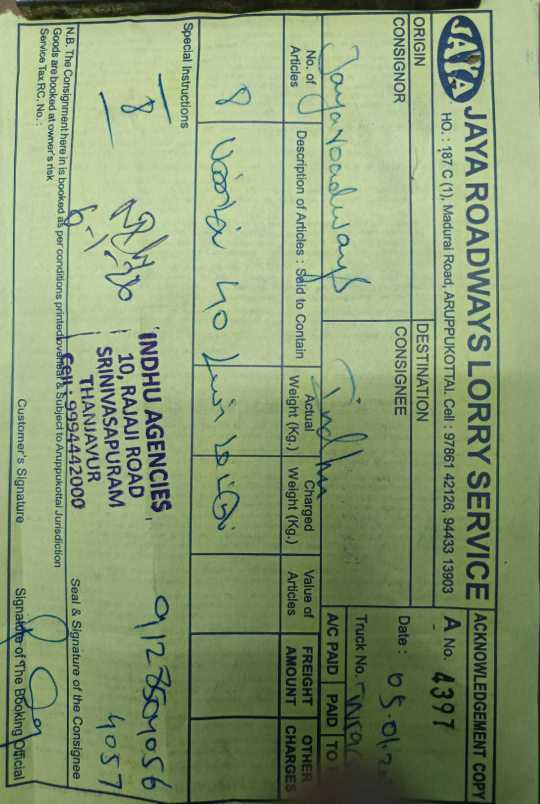 JAYA
JAYA ROADWAYS LORRY SERVICE
HO. : 187 C (1), Madurai Road, ARUPPUKOTTAI. Cell : 97861 42126, 94433 13903
ACKNOWLEDGEMENT COPY
A No. 4397
ORIGIN
DESTINATION
Date : 05.01.2
CONSIGNOR
CONSIGNEE
Truck No.
Jayaroadways
Indhu
A/C PAID PAID TO
No. of Articles
Description of Articles : Said to Contain
Actual Weight (Kg.)
Charged Weight (Kg.)
Value of Articles
FREIGHT AMOUNT
OTHER CHARGES
8
40
Special Instructions
8
INDHU AGENCIES,
10, RAJAJI ROAD
SRINIVASAPURAM
THANJAVUR
Cell : 9994442000
4057
Seal & Signature of the Consignee
N.B. The Consignment here in is booked as per conditions printed overleaf & Subject to Aruppukottai Jurisdiction
Goods are booked at owner's risk
Service Tax RC. No. :
Customer's Signature
Signature of The Booking Official